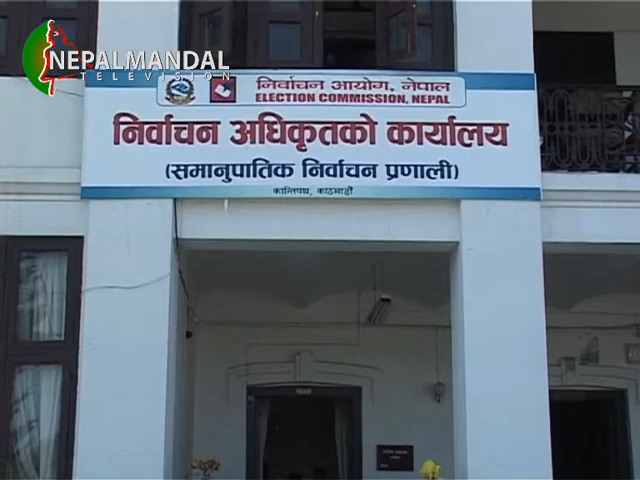 NEPALMANDAL
TELEVISION
निर्वाचन आयोग, नेपाल
ELECTION COMMISSION, NEPAL
निर्वाचन अधिकृतको कार्यालय
(समानुपातिक निर्वाचन प्रणाली)
कान्तिपथ, काठमाडौं